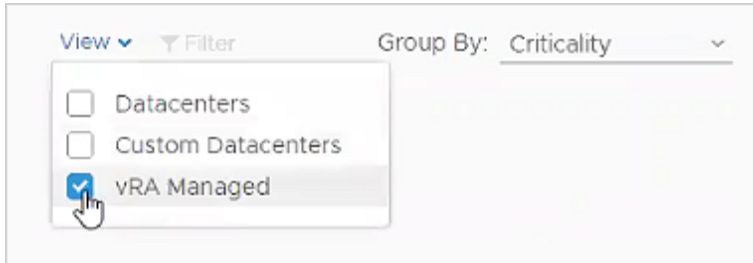 View Filter Group By: Criticality
Datacenters
Custom Datacenters
vRA Managed